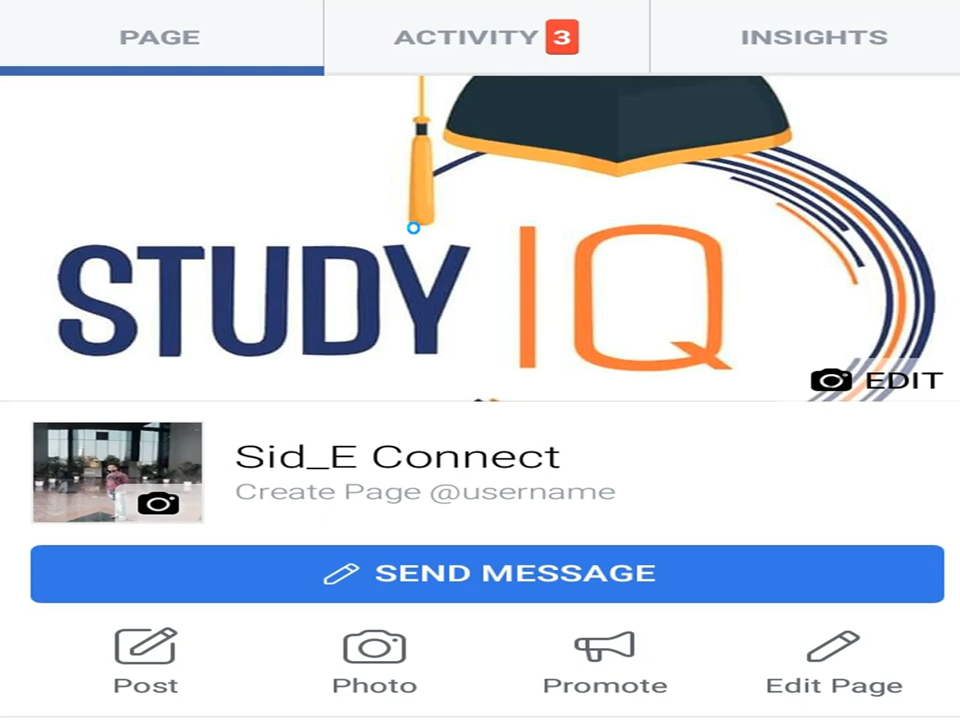 PAGE
ACTIVITY 3
INSIGHTS
STUDY IQ
EDIT
Sid_E Connect
Create Page @username
SEND MESSAGE
Post
Photo
Promote
Edit Page